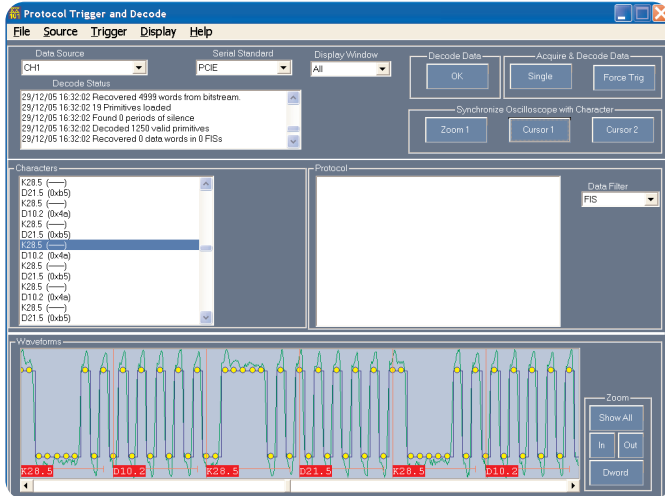 Protocol Trigger and Decode
File Source Trigger Display Help
Data Source
CH1
Serial Standard
PCIE
Display Window
All
Decode Data
OK
Acquire & Decode Data
Single
Force Trig
Decode Status
29/12/05 16:32:02 Recovered 4999 words from bitstream.
29/12/05 16:32:02 19 Primitives loaded
29/12/05 16:32:02 Found 0 periods of silence
29/12/05 16:32:02 Decoded 1250 valid primitives
29/12/05 16:32:02 Recovered 0 data words in 0 FISs
Synchronize Oscilloscope with Character
Zoom 1
Cursor 1
Cursor 2
Characters
K28.5 (-----)
D21.5 (0xb5)
K28.5 (-----)
D10.2 (0x4a)
K28.5 (-----)
D21.5 (0xb5)
K28.5 (-----)
D10.2 (0x4a)
K28.5 (-----)
D21.5 (0xb5)
K28.5 (-----)
D10.2 (0x4a)
K28.5 (-----)
D21.5 (0xb5)
Protocol
Data Filter
FIS
Waveforms
K28.5 D10.2 K28.5 D21.5 K28.5 D10.2
Zoom
Show All
In
Out
Dword